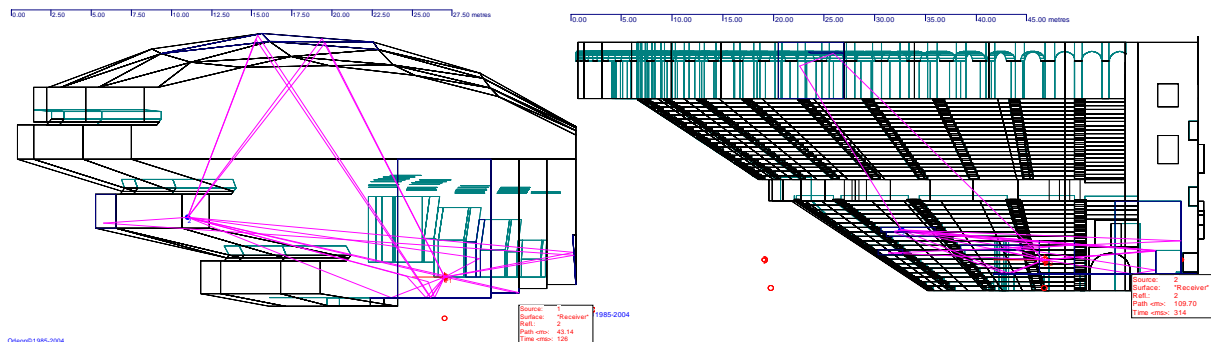 0.00 2.50 5.00 7.50 10.00 12.50 15.00 17.50 20.00 22.50 25.00 27.50 metres
0.00 5.00 10.00 15.00 20.00 25.00 30.00 35.00 40.00 45.00 metres
Source: 1
Surface: "Receiver"
Refl.: 2
Path <m>: 43.14
Time <ms>: 126
1985-2004
Odeon©1985-2004
Source: 2
Surface: "Receiver"
Refl.: 2
Path <m>: 109.70
Time <ms>: 314